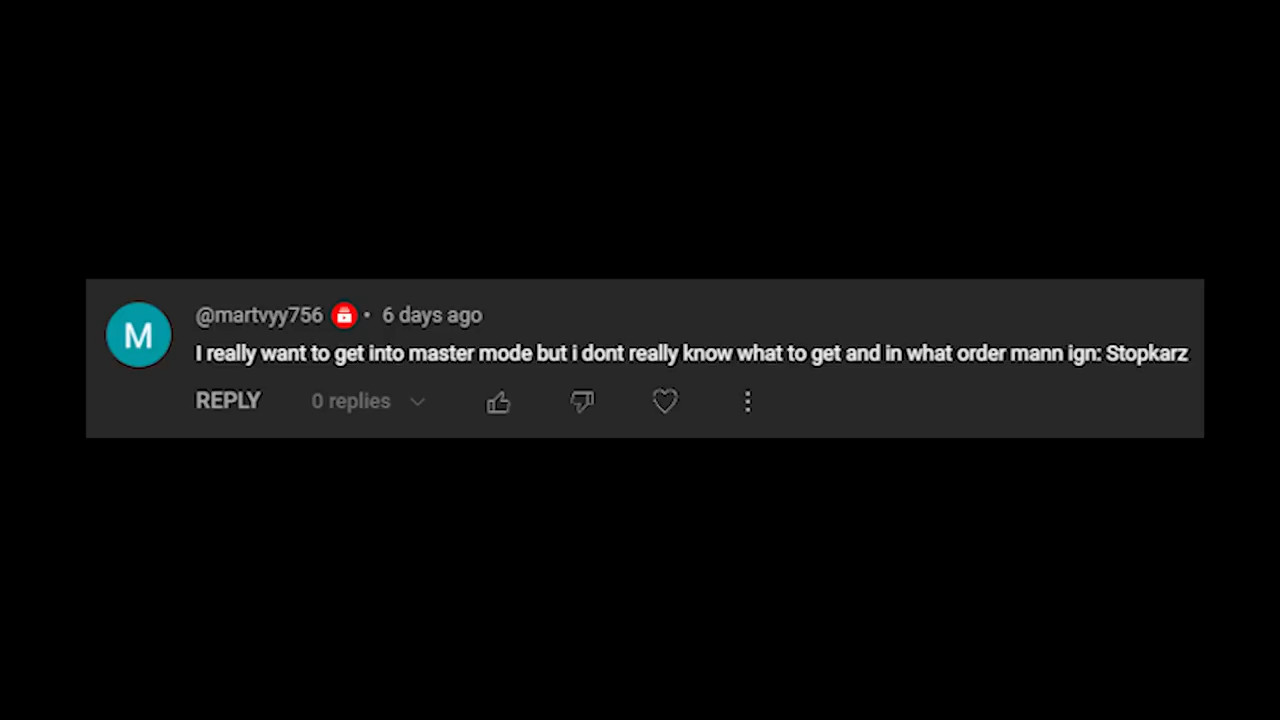 M
@martvyy756 • 6 days ago
I really want to get into master mode but i dont really know what to get and in what order mann ign: Stopkarz
REPLY 0 replies